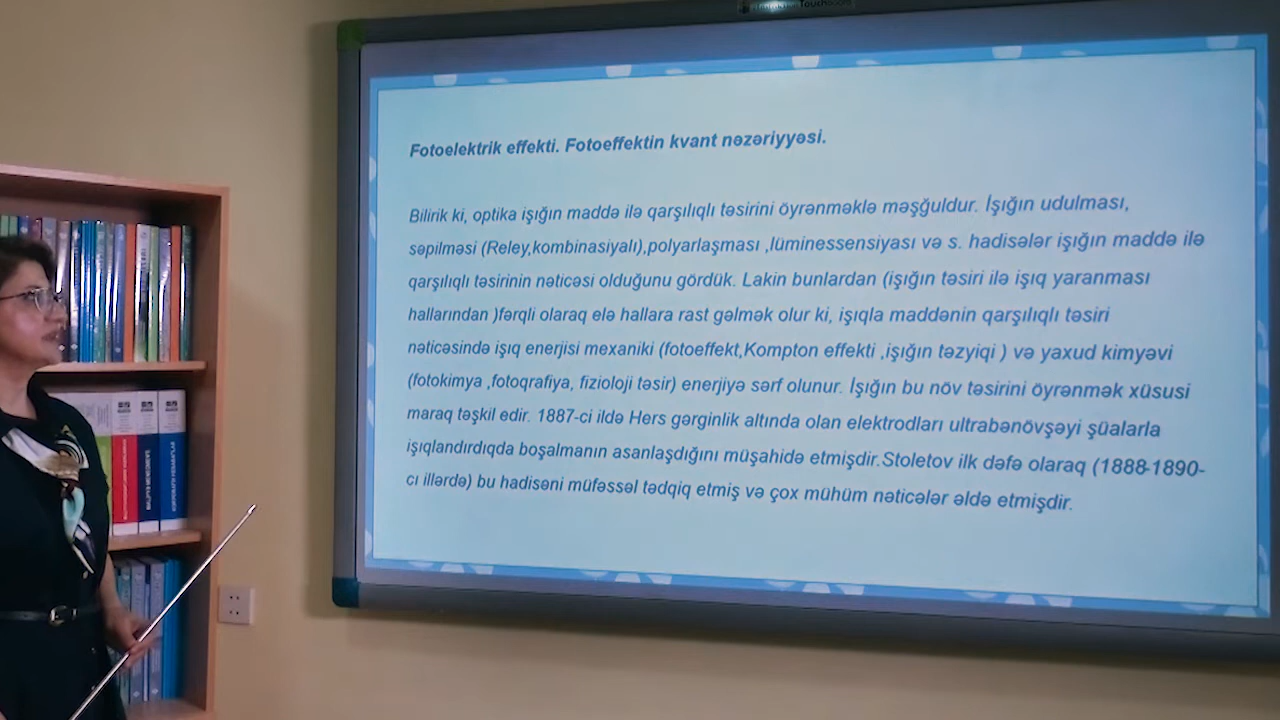 Fotoelektrik effekti. Fotoeffektin kvant nəzəriyyəsi.
Bilirik ki, optika işığın maddə ilə qarşılıqlı təsirini öyrənməklə məşğuldur. İşığın udulması,
səpilməsi (Reley,kombinasiyalı),polyarlaşması ,lüminessensiyası və s. hadisələr işığın maddə ilə
qarşılıqlı təsirinin nəticəsi olduğunu gördük. Lakin bunlardan (işığın təsiri ilə işıq yaranması
hallarından )fərqli olaraq elə hallara rast gəlmək olur ki, işıqla maddənin qarşılıqlı təsiri
nəticəsində işıq enerjisi mexaniki (fotoeffekt,Kompton effekti ,işığın təzyiqi ) və yaxud kimyəvi
(fotokimya ,fotoqrafiya, fizioloji təsir) enerjiyə sərf olunur. İşığın bu növ təsirini öyrənmək xüsusi
maraq təşkil edir. 1887-ci ildə Hers gərginlik altında olan elektrodları ultrabənövşəyi şüalarla
işıqlandırdıqda boşalmanın asanlaşdığını müşahidə etmişdir.Stoletov ilk dəfə olaraq (1888-1890-
cı illərdə) bu hadisəni müfəssəl tədqiq etmiş və çox mühüm nəticələr əldə etmişdir.